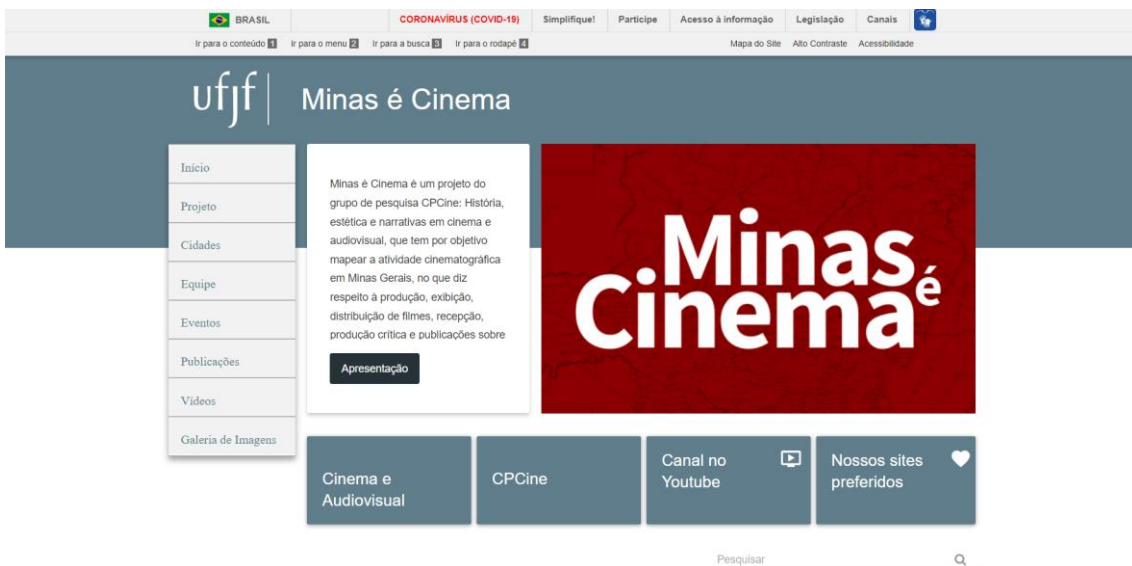 BRASIL CORONAVÍRUS (COVID-19) Simplifique! Participe Acesso à informação Legislação Canais
Ir para o conteúdo 1 Ir para o menu 2 Ir para a busca 3 Ir para o rodapé 4 Mapa do Site Alto Contraste Acessibilidade
ufjf Minas é Cinema
Início
Projeto
Cidades
Equipe
Eventos
Publicações
Vídeos
Galeria de Imagens
Minas é Cinema é um projeto do
grupo de pesquisa CPCine: História,
estética e narrativas em cinema e
audiovisual, que tem por objetivo
mapear a atividade cinematográfica
em Minas Gerais, no que diz
respeito à produção, exibição,
distribuição de filmes, recepção,
produção crítica e publicações sobre
Apresentação
Minas é
Cinema
Cinema e
Audiovisual
CPCine
Canal no
Youtube
Nossos sites
preferidos
Pesquisar